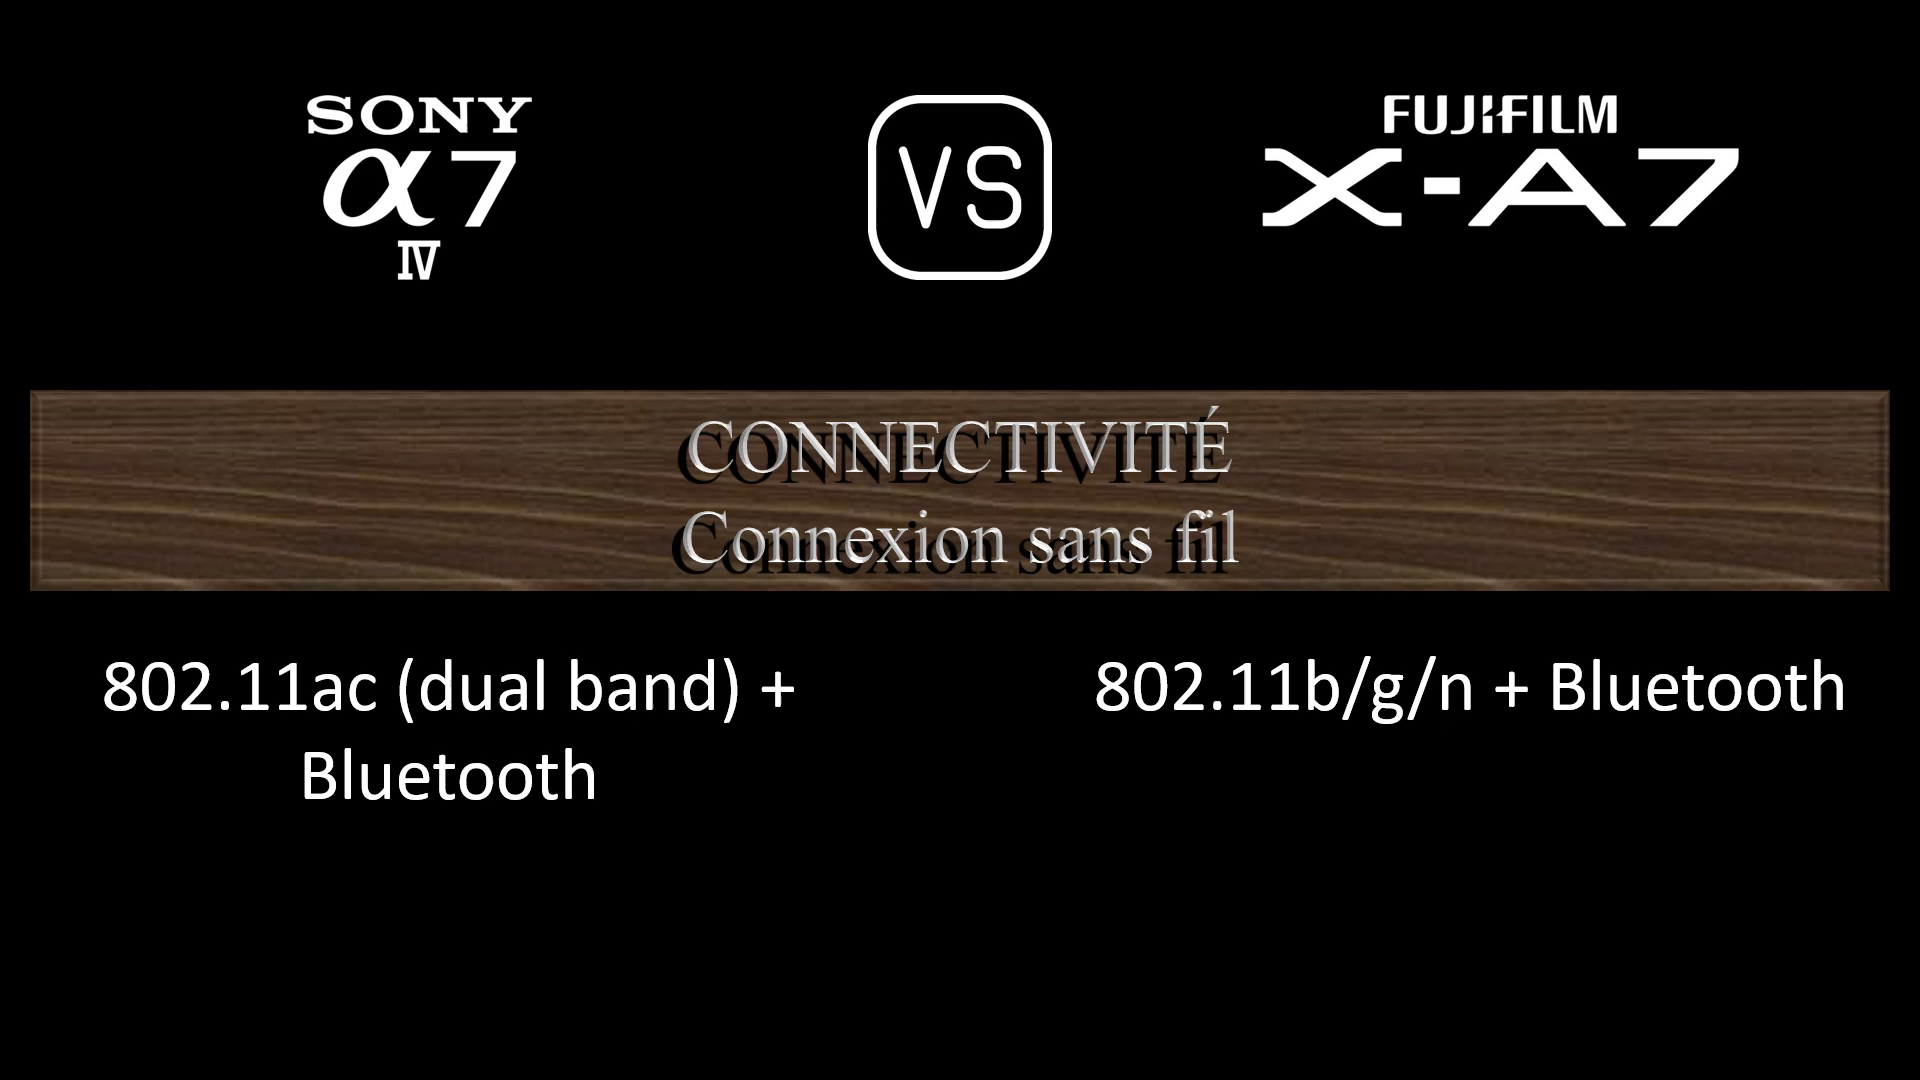 SONY
α7
IV
VS
FUJIFILM
X-A7
CONNECTIVITÉ
Connexion sans fil
802.11ac (dual band) +
Bluetooth
802.11b/g/n + Bluetooth